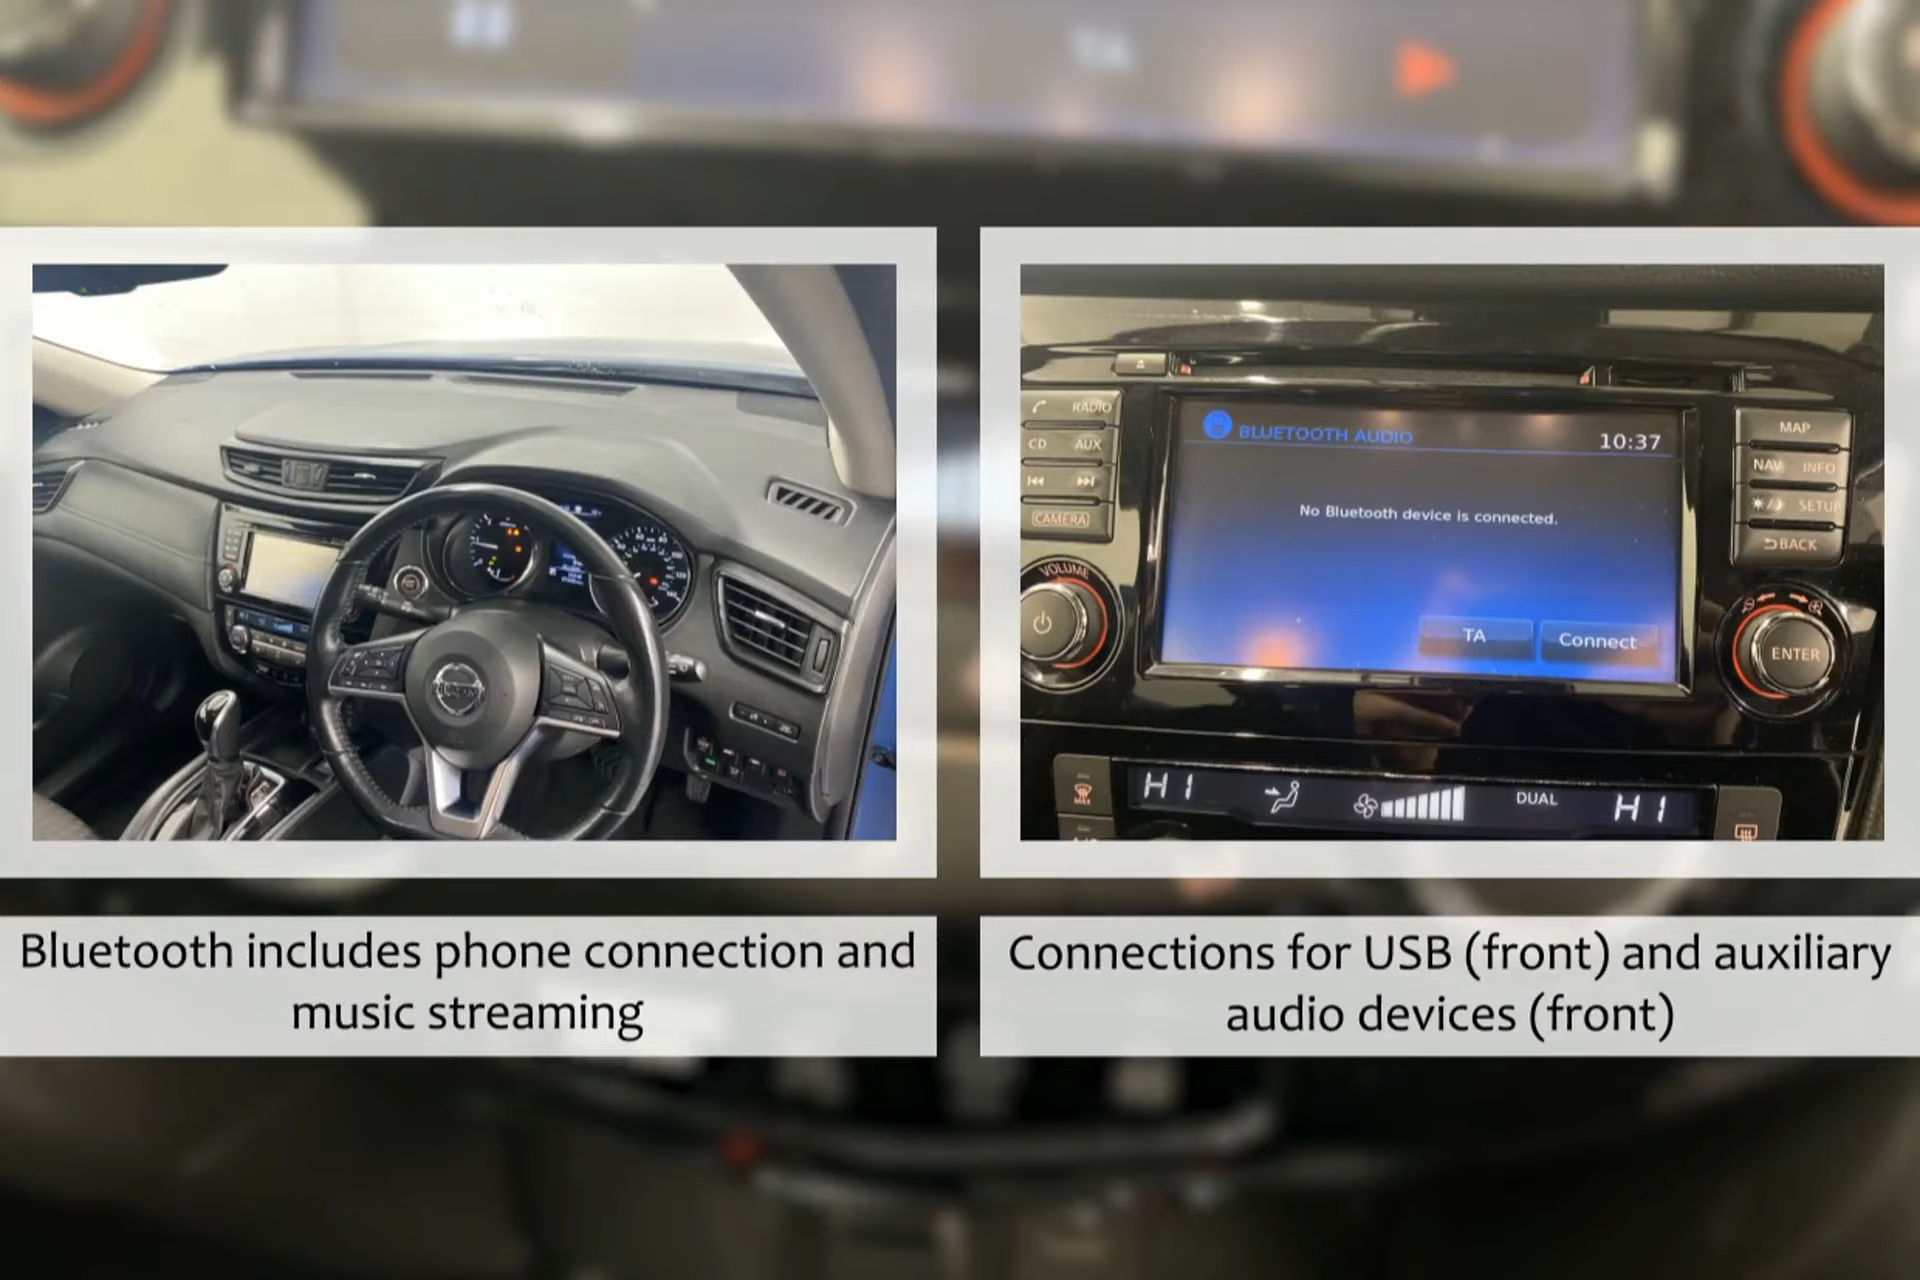 TA
RADIO
CD AUX
CAMERA
VOLUME
BLUETOOTH AUDIO
10:37
No Bluetooth device is connected.
TA
Connect
MAP
NAV INFO
SETUP
BACK
ENTER
MAX
HI
DUAL
HI
Bluetooth includes phone connection and
music streaming
Connections for USB (front) and auxiliary
audio devices (front)